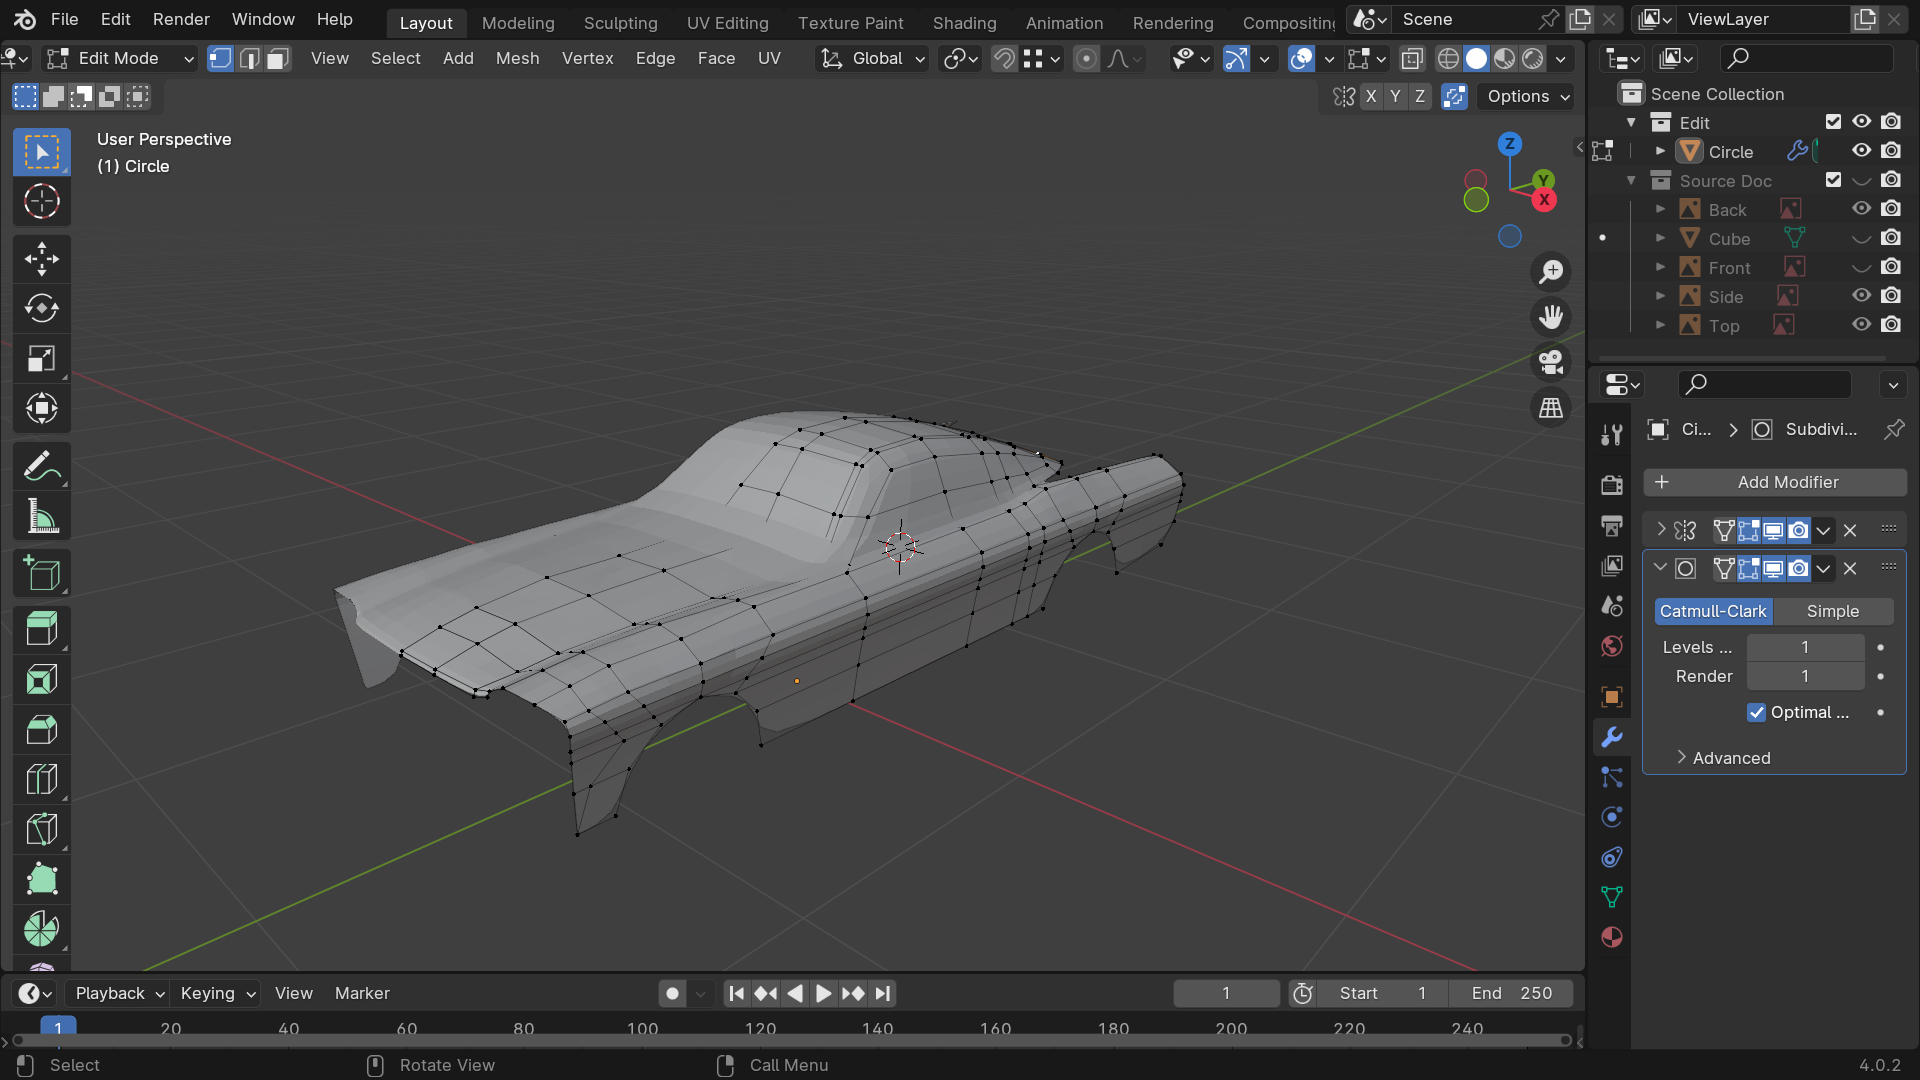 File Edit Render Window Help Layout Modeling Sculpting UV Editing Texture Paint Shading Animation Rendering Compositing Scene ViewLayer
Edit Mode View Select Add Mesh Vertex Edge Face UV Global
X Y Z Options
User Perspective
(1) Circle
Z
Y
X
Scene Collection
Edit
Circle
Source Doc
Back
Cube
Front
Side
Top
Ci... Subdivi...
Add Modifier
Catmull-Clark Simple
Levels ... 1
Render 1
Optimal ...
Advanced
Playback Keying View Marker 1 Start 1 End 250
1 20 40 60 80 100 120 140 160 180 200 220 240
Select Rotate View Call Menu 4.0.2